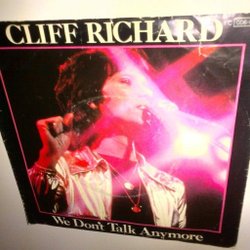 CLIFF RICHARD
We Don't Talk Anymore